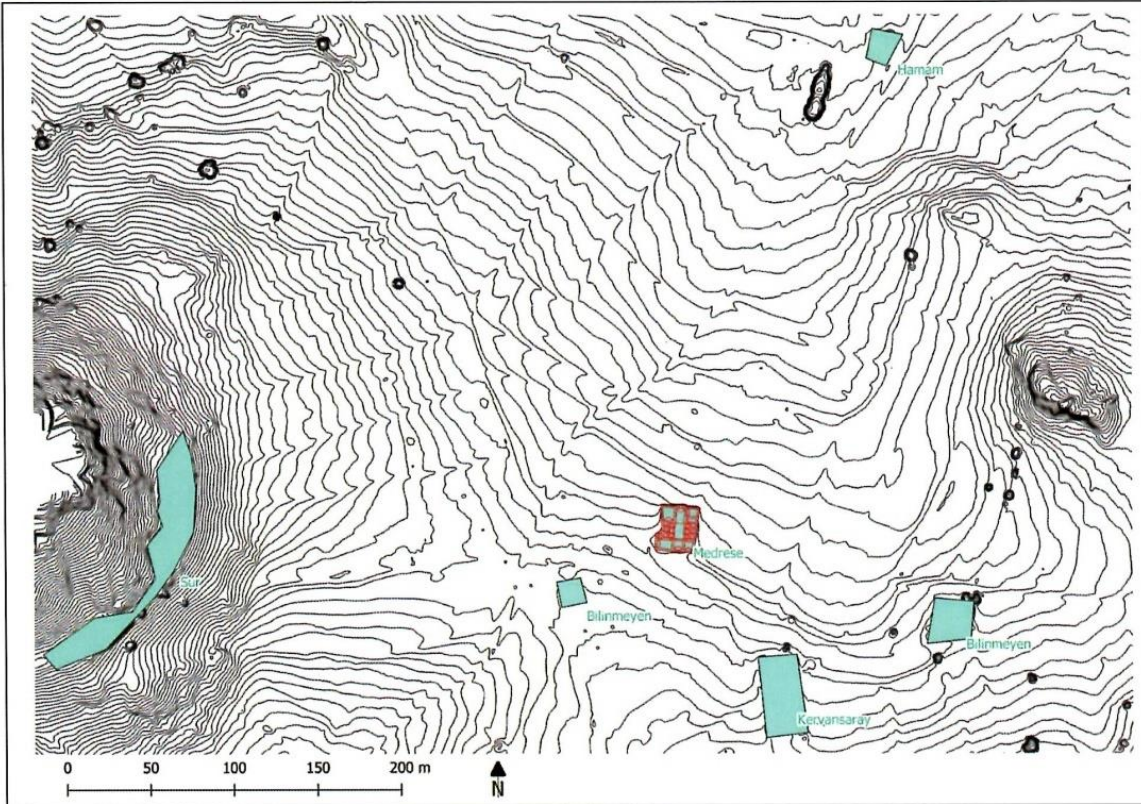 Hamam
Medrese
Sur
Bilinmeyen
Bilinmeyen
Kervansaray
0 50 100 150 200 m
N